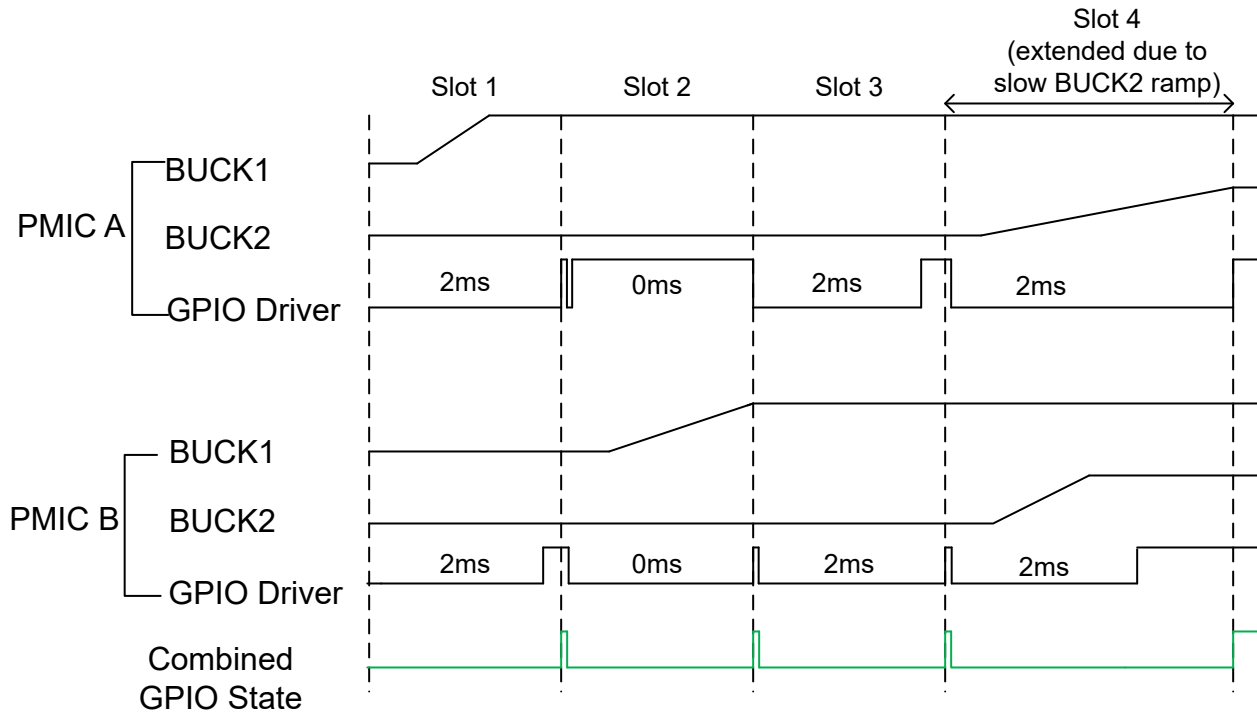 Slot 4
(extended due to
slow BUCK2 ramp)
Slot 1 Slot 2 Slot 3
BUCK1
PMIC A
BUCK2
2ms 0ms 2ms 2ms
GPIO Driver
BUCK1
PMIC B
BUCK2
2ms 0ms 2ms 2ms
GPIO Driver
Combined
GPIO State